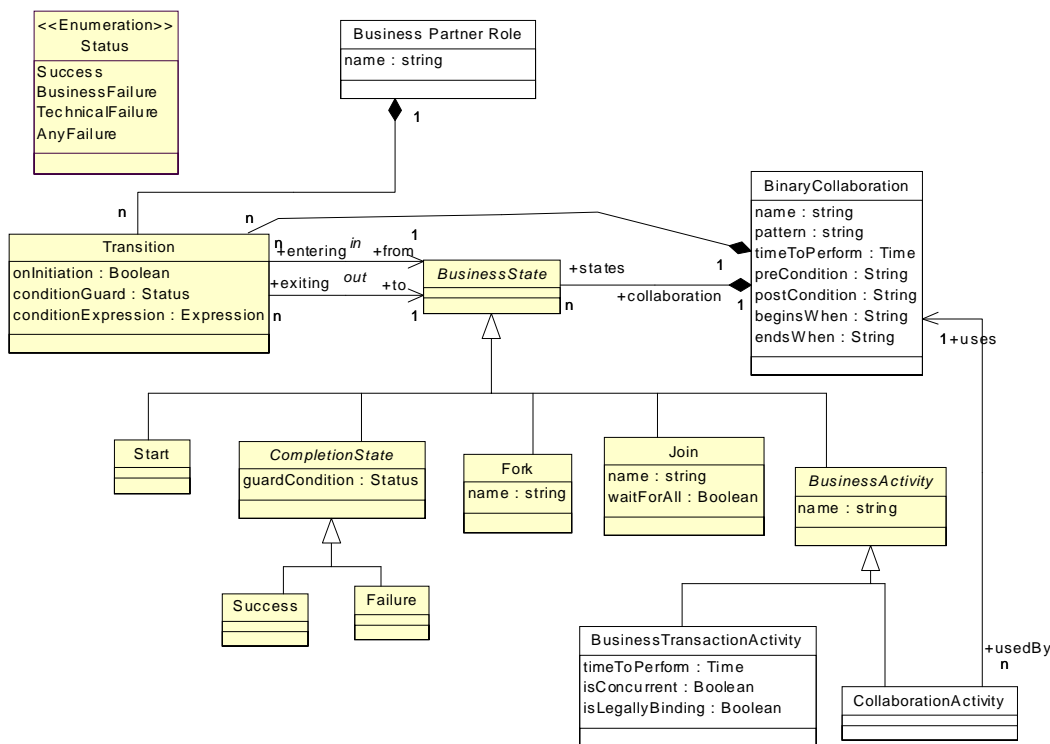 <<Enumeration>>
Status
Success
BusinessFailure
TechnicalFailure
AnyFailure
Business Partner Role
name : string
1
n
n
Transition
onInitiation : Boolean
conditionGuard : Status
conditionExpression : Expression
n
+entering
in
+from
1
+exiting
out
+to
n
1
BusinessState
+states
n
+collaboration
1
1
BinaryCollaboration
name : string
pattern : string
timeToPerform : Time
preCondition : String
postCondition : String
beginsWhen : String
endsWhen : String
1
+uses
Start
CompletionState
guardCondition : Status
Fork
name : string
Join
name : string
waitForAll : Boolean
BusinessActivity
name : string
Success
Failure
BusinessTransactionActivity
timeToPerform : Time
isConcurrent : Boolean
isLegallyBinding : Boolean
+usedBy
n
CollaborationActivity